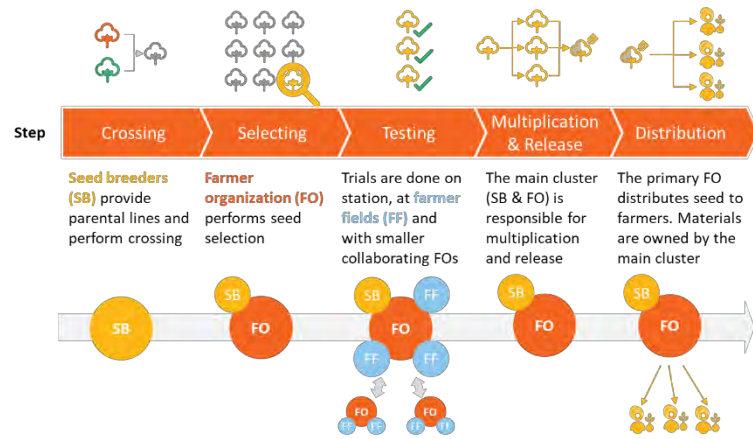 Step
Crossing
Selecting
Testing
Multiplication
& Release
Distribution
Seed breeders
(SB) provide
parental lines and
perform crossing
Farmer
organization (FO)
performs seed
selection
Trials are done on
station, at farmer
fields (FF) and
with smaller
collaborating FOs
The main cluster
(SB & FO) is
responsible for
multiplication
and release
The primary FO
distributes seed to
farmers. Materials
are owned by the
main cluster
SB
SB
FO
SB
FF
FO
FF
FF
SB
FO
SB
FO
FO
FF
FF
FO
FF
FF